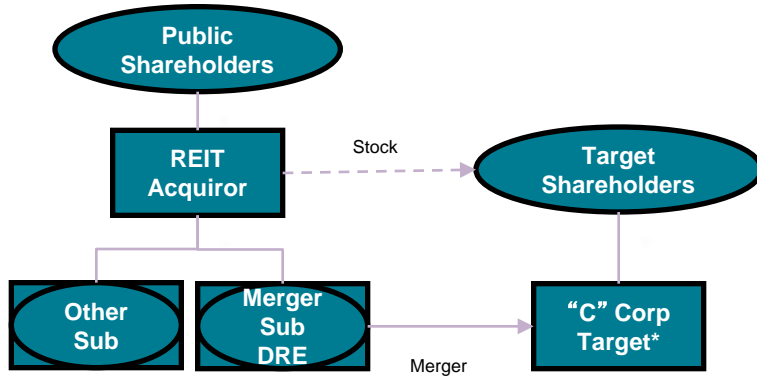 Public
Shareholders
REIT
Acquiror
Stock
Target
Shareholders
Other
Sub
Merger
Sub
DRE
Merger
“C” Corp
Target*